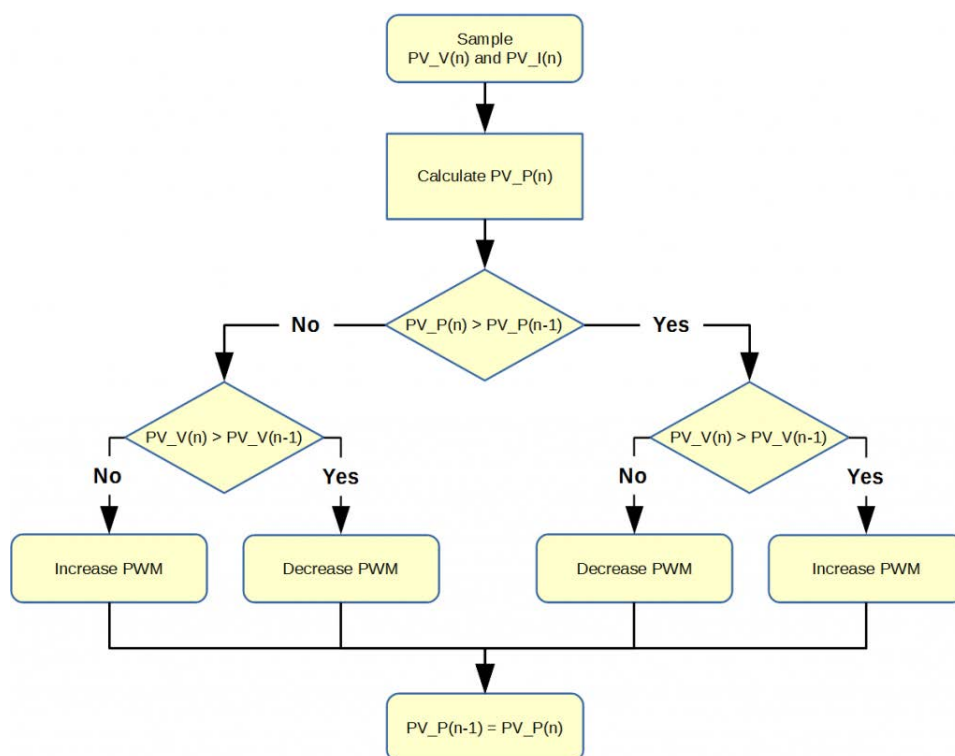 Sample
PV_V(n) and PV_I(n)
Calculate PV_P(n)
PV_P(n) > PV_P(n-1)
No
Yes
PV_V(n) > PV_V(n-1)
PV_V(n) > PV_V(n-1)
No
Yes
No
Yes
Increase PWM
Decrease PWM
Decrease PWM
Increase PWM
PV_P(n-1) = PV_P(n)